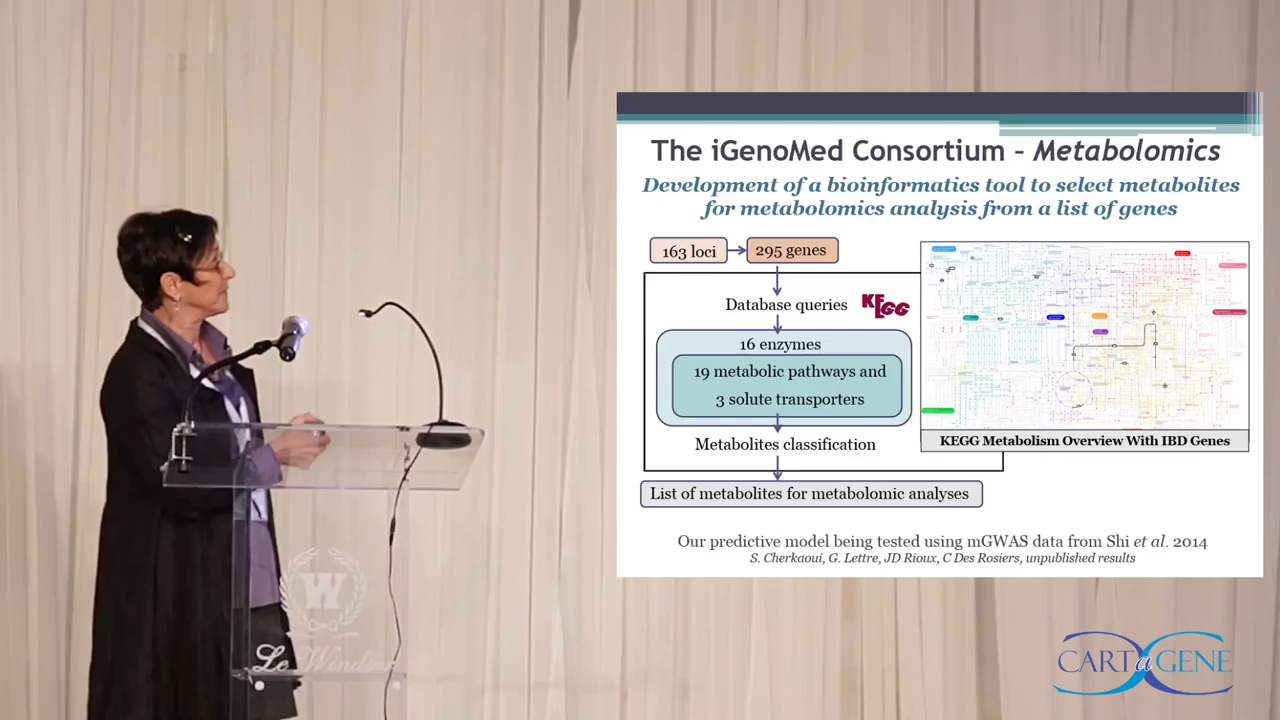 The iGenoMed Consortium – Metabolomics
Development of a bioinformatics tool to select metabolites
for metabolomics analysis from a list of genes
163 loci
295 genes
Database queries
KEGG
16 enzymes
19 metabolic pathways and
3 solute transporters
Metabolites classification
KEGG Metabolism Overview With IBD Genes
List of metabolites for metabolomic analyses
Our predictive model being tested using mGWAS data from Shi et al. 2014
S. Cherkaoui, G. Lettre, JD Rioux, C Des Rosiers, unpublished results
W
Le Windsor
CARTaGENE